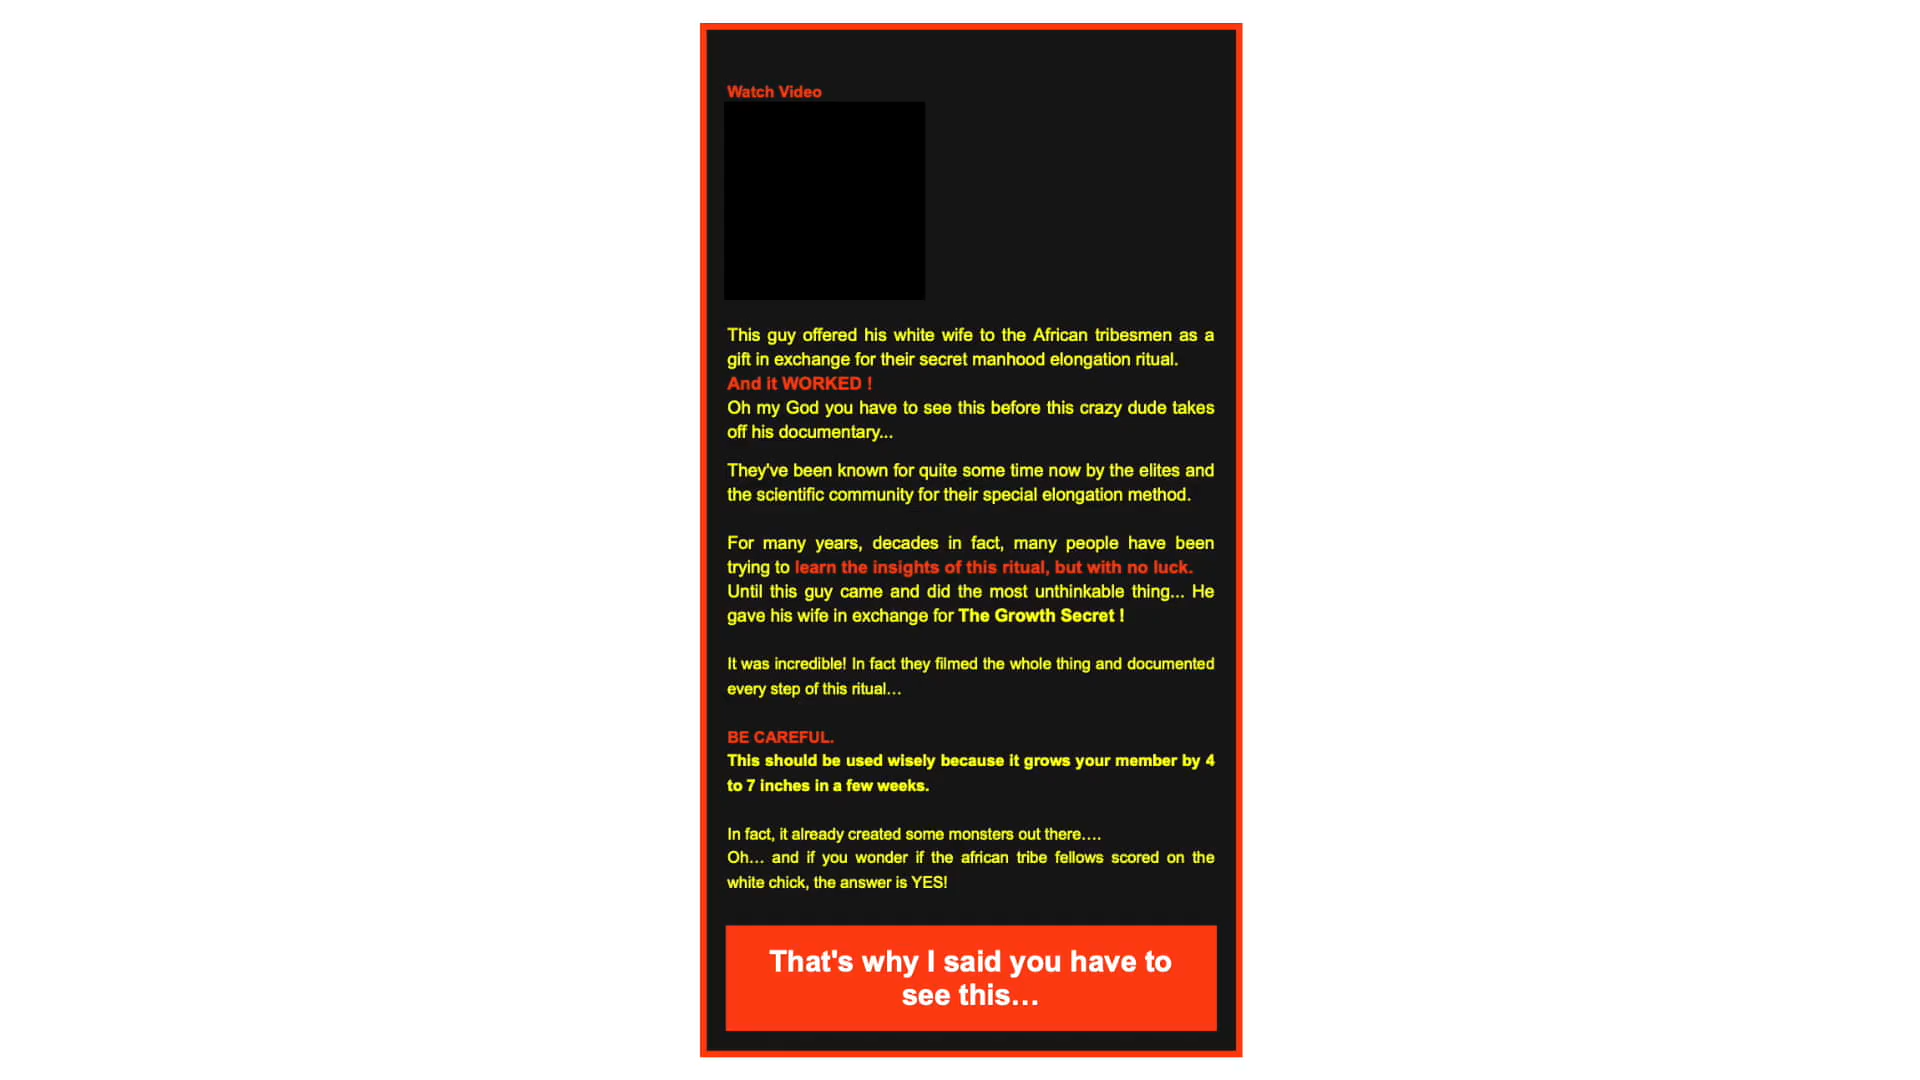 Watch Video
This guy offered his white wife to the African tribesmen as a
gift in exchange for their secret manhood elongation ritual.
And it WORKED !
Oh my God you have to see this before this crazy dude takes
off his documentary...
They've been known for quite some time now by the elites and
the scientific community for their special elongation method.
For many years, decades in fact, many people have been
trying to learn the insights of this ritual, but with no luck.
Until this guy came and did the most unthinkable thing... He
gave his wife in exchange for The Growth Secret !
It was incredible! In fact they filmed the whole thing and documented
every step of this ritual…
BE CAREFUL.
This should be used wisely because it grows your member by 4
to 7 inches in a few weeks.
In fact, it already created some monsters out there….
Oh… and if you wonder if the african tribe fellows scored on the
white chick, the answer is YES!
That's why I said you have to
see this…